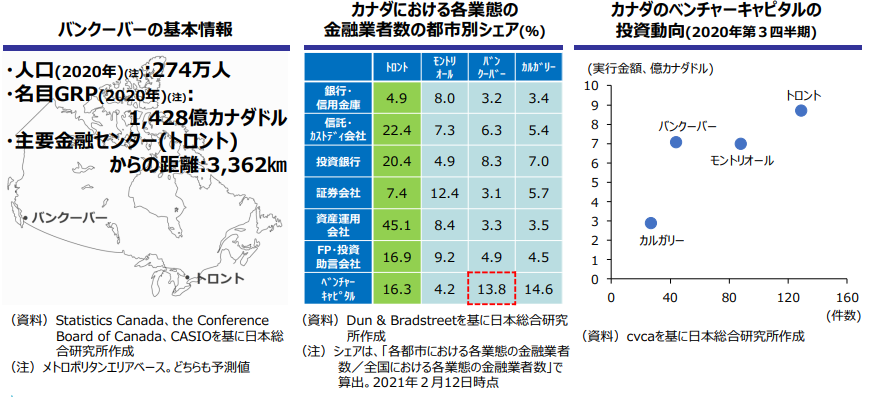 バンクーバーの基本情報
・人口(2020年)(注):274万人
・名目GRP(2020年)(注):
1,428億カナダドル
・主要金融センター(トロント)
からの距離:3,362㎞
バンクーバー
トロント
（資料）Statistics Canada、the Conference
Board of Canada、CASIOを基に日本総
合研究所作成
（注）メトロポリタンエリアベース。どちらも予測値
カナダにおける各業態の
金融業者数の都市別シェア(%)
ﾄﾛﾝﾄ ﾓﾝﾄﾘｵｰﾙ ﾊﾞﾝｸｰﾊﾞｰ ｶﾙｶﾞﾘｰ
銀行・信用金庫 4.9 8.0 3.2 3.4
信託・ｶｽﾄﾃﾞｨ会社 22.4 7.3 6.3 5.4
投資銀行 20.4 4.9 8.3 7.0
証券会社 7.4 12.4 3.1 5.7
資産運用会社 45.1 8.4 3.3 3.5
FP・投資助言会社 16.9 9.2 4.9 4.5
ﾍﾞﾝﾁｬｰｷｬﾋﾟﾀﾙ 16.3 4.2 13.8 14.6
（資料）Dun & Bradstreetを基に日本総合研究
所作成
（注）シェアは、「各都市における各業態の金融業者
数／全国における各業態の金融業者数」で
算出。2021年２月12日時点
カナダのベンチャーキャピタルの
投資動向(2020年第３四半期)
(実行金額、億カナダドル)
10
9
8
7
6
5
4
3
2
1
0
トロント
バンクーバー
モントリオール
カルガリー
0 40 80 120 160
(件数)
（資料）cvcaを基に日本総合研究所作成